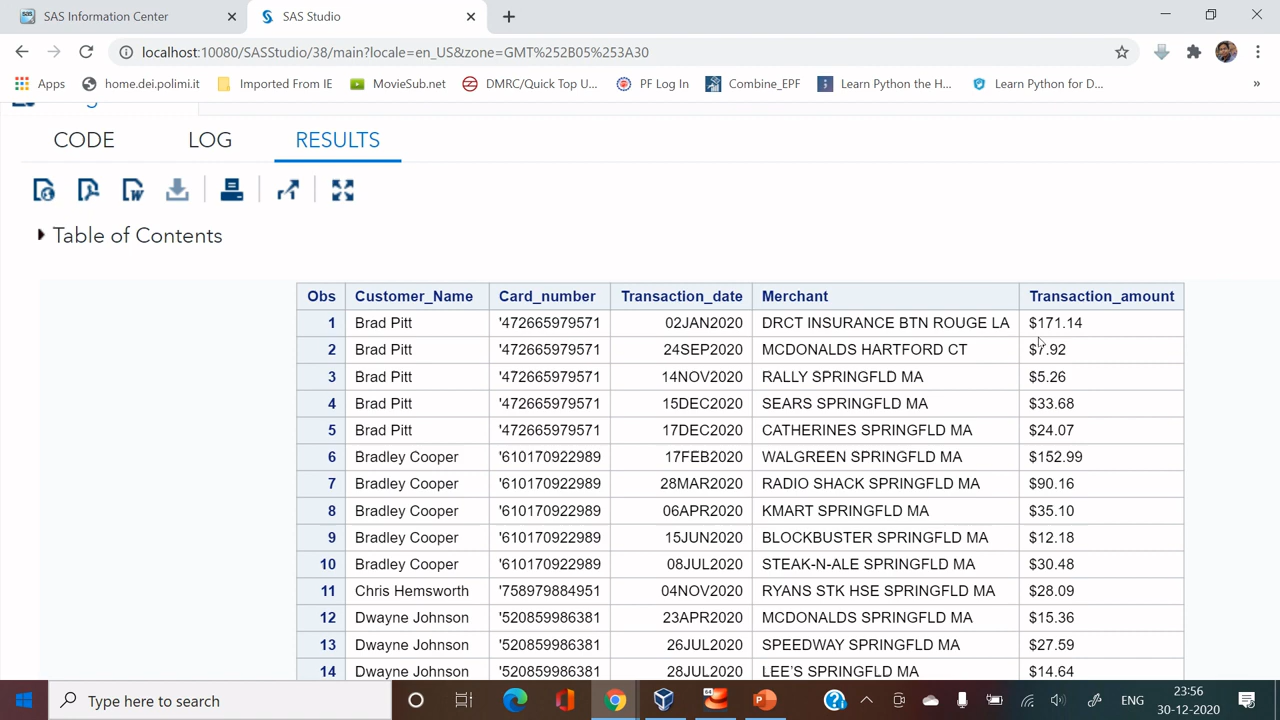 SAS Information Center
SAS Studio
localhost:10080/SASStudio/38/main?locale=en_US&zone=GMT%252B05%253A30
Apps home.dei.polimi.it Imported From IE MovieSub.net DMRC/Quick Top U... PF Log In Combine_EPF Learn Python the H... Learn Python for D... »
CODE LOG RESULTS
Table of Contents
Obs Customer_Name Card_number Transaction_date Merchant Transaction_amount
1 Brad Pitt '472665979571 02JAN2020 DRCT INSURANCE BTN ROUGE LA $171.14
2 Brad Pitt '472665979571 24SEP2020 MCDONALDS HARTFORD CT $7.92
3 Brad Pitt '472665979571 14NOV2020 RALLY SPRINGFLD MA $5.26
4 Brad Pitt '472665979571 15DEC2020 SEARS SPRINGFLD MA $33.68
5 Brad Pitt '472665979571 17DEC2020 CATHERINES SPRINGFLD MA $24.07
6 Bradley Cooper '610170922989 17FEB2020 WALGREEN SPRINGFLD MA $152.99
7 Bradley Cooper '610170922989 28MAR2020 RADIO SHACK SPRINGFLD MA $90.16
8 Bradley Cooper '610170922989 06APR2020 KMART SPRINGFLD MA $35.10
9 Bradley Cooper '610170922989 15JUN2020 BLOCKBUSTER SPRINGFLD MA $12.18
10 Bradley Cooper '610170922989 08JUL2020 STEAK-N-ALE SPRINGFLD MA $30.48
11 Chris Hemsworth '758979884951 04NOV2020 RYANS STK HSE SPRINGFLD MA $28.09
12 Dwayne Johnson '520859986381 23APR2020 MCDONALDS SPRINGFLD MA $15.36
13 Dwayne Johnson '520859986381 26JUL2020 SPEEDWAY SPRINGFLD MA $27.59
14 Dwayne Johnson '520859986381 28JUL2020 LEE'S SPRINGFLD MA $14.64
Type here to search
ENG
23:56
30-12-2020